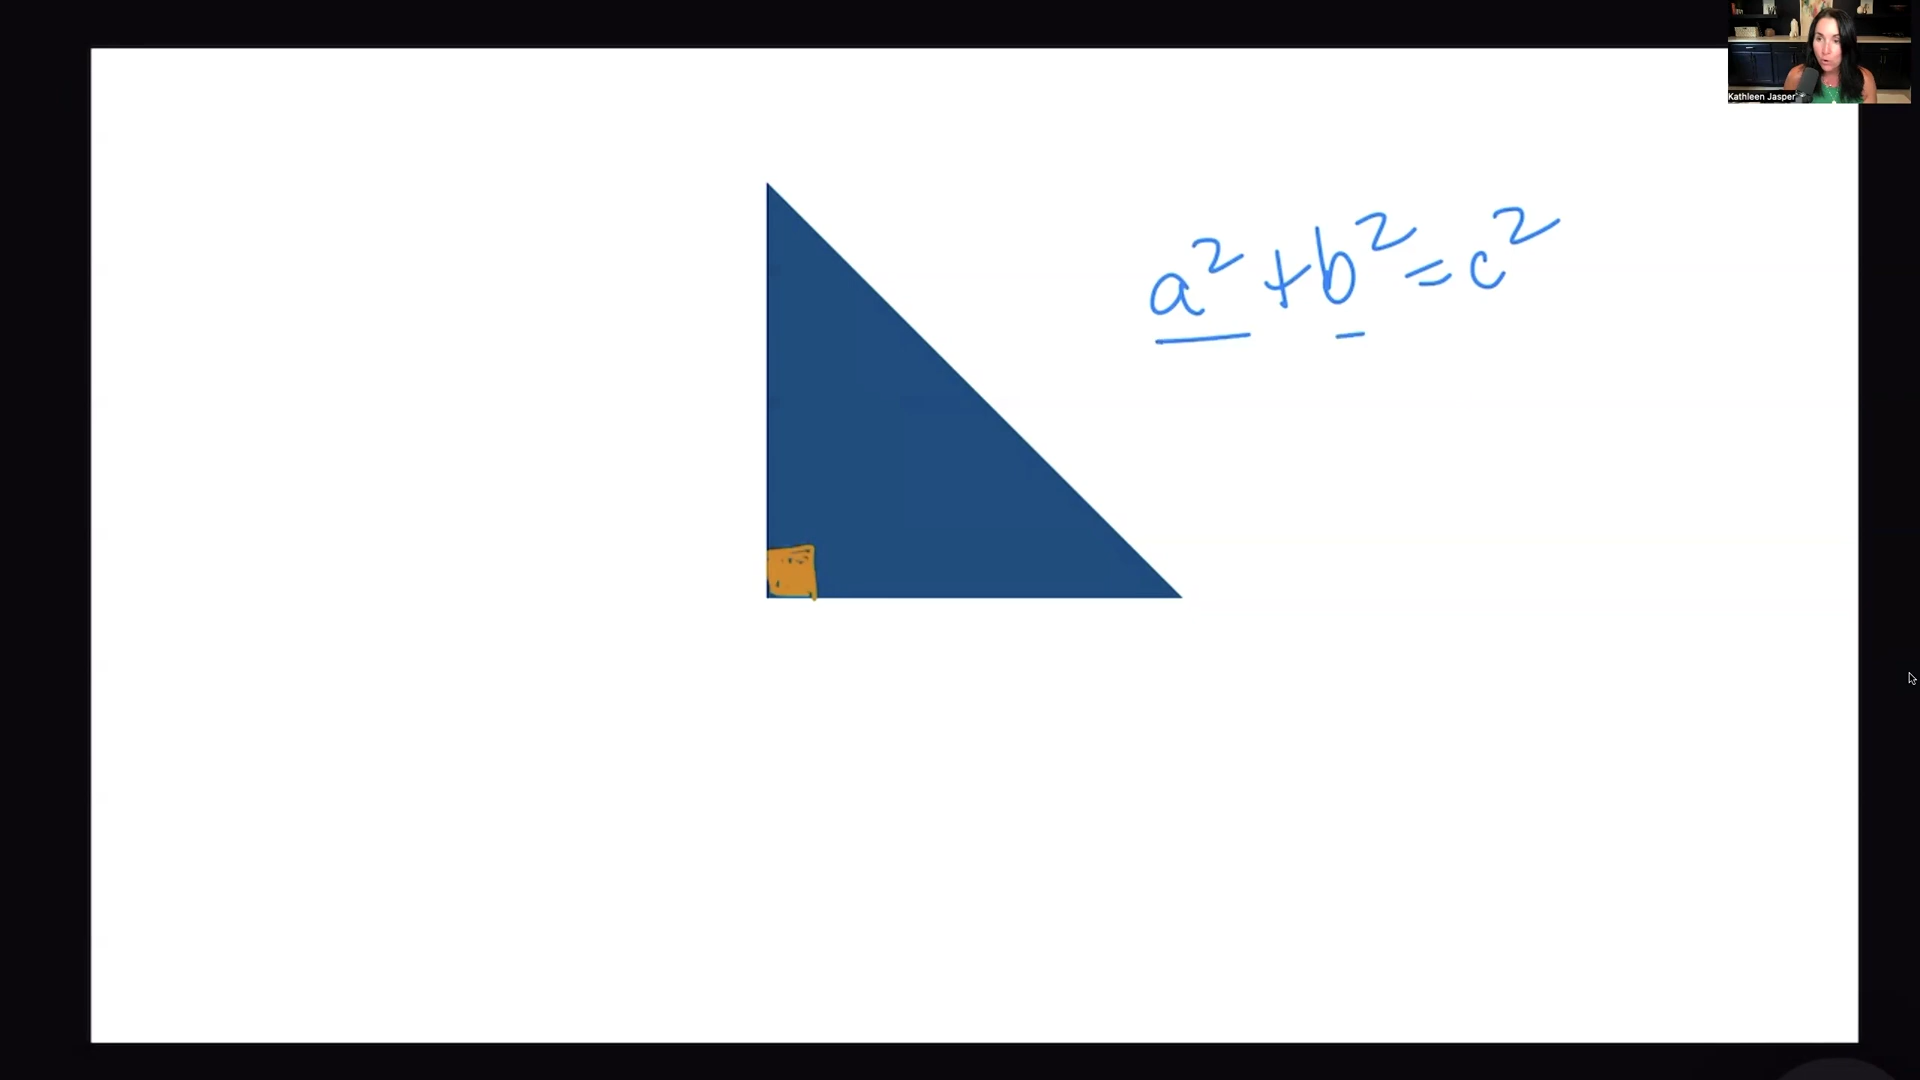 Kathleen Jasper
a² + b² = c²